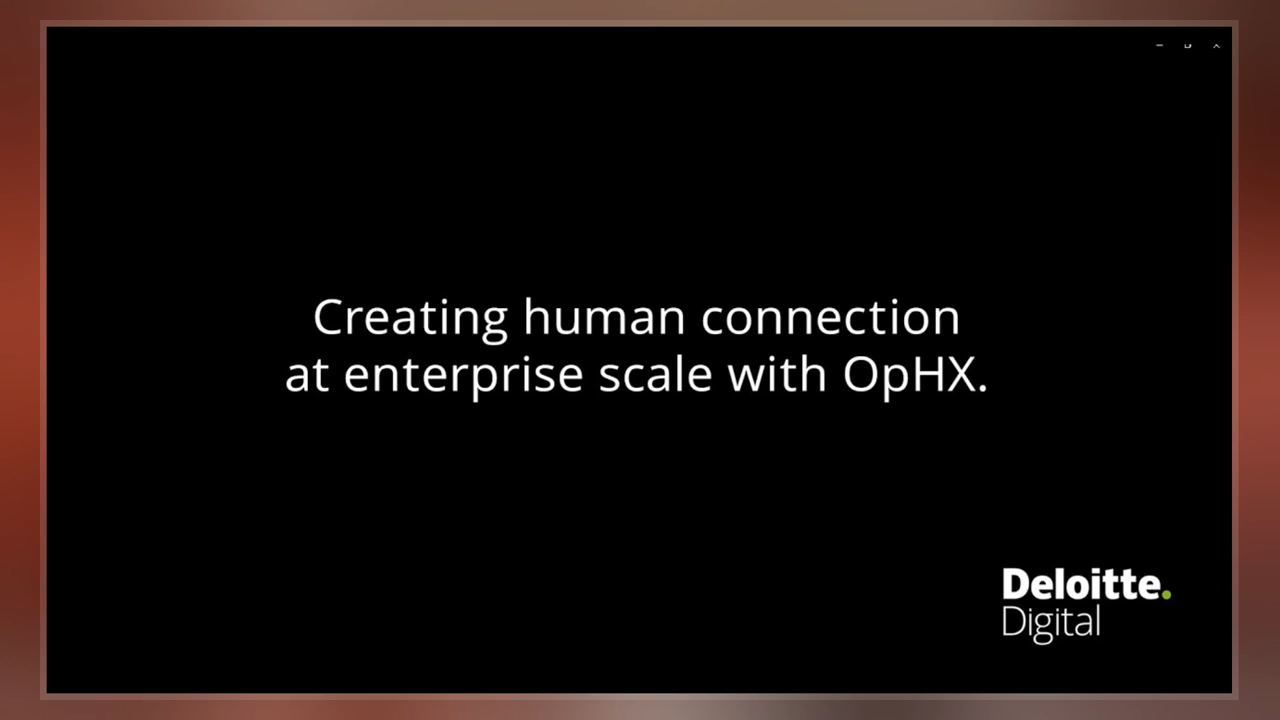 Creating human connection
at enterprise scale with OpHX.
Deloitte.
Digital